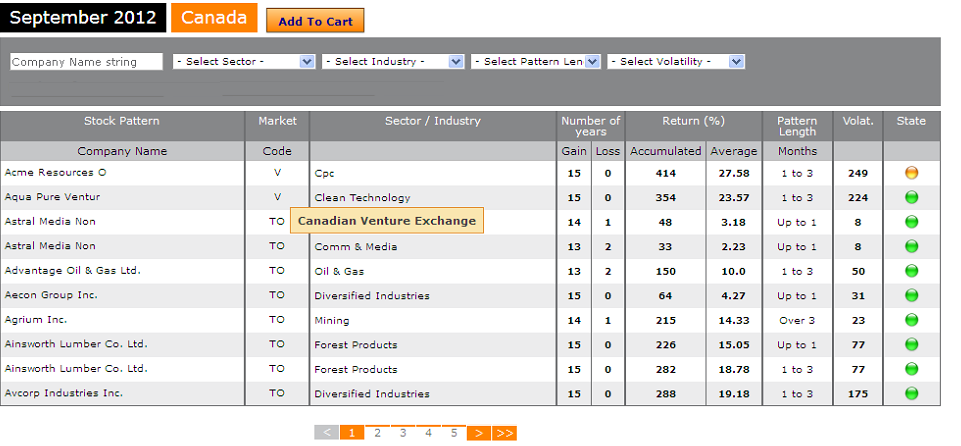 September 2012 Canada Add To Cart
Company Name string - Select Sector - - Select Industry - - Select Pattern Len - Select Volatility -
Stock Pattern Market Sector / Industry Number of years Return (%) Pattern Length Volat. State
Company Name Code Gain Loss Accumulated Average Months
Acme Resources O V Cpc 15 0 414 27.58 1 to 3 249
Aqua Pure Ventur V Clean Technology 15 0 354 23.57 1 to 3 224
Astral Media Non TO Canadian Venture Exchange 14 1 48 3.18 Up to 1 8
Astral Media Non TO Comm & Media 13 2 33 2.23 Up to 1 8
Advantage Oil & Gas Ltd. TO Oil & Gas 13 2 150 10.0 1 to 3 50
Aecon Group Inc. TO Diversified Industries 15 0 64 4.27 Up to 1 31
Agrium Inc. TO Mining 14 1 215 14.33 Over 3 23
Ainsworth Lumber Co. Ltd. TO Forest Products 15 0 226 15.05 Up to 1 77
Ainsworth Lumber Co. Ltd. TO Forest Products 15 0 282 18.78 1 to 3 77
Avcorp Industries Inc. TO Diversified Industries 15 0 288 19.18 1 to 3 175
< 1 2 3 4 5 > >>